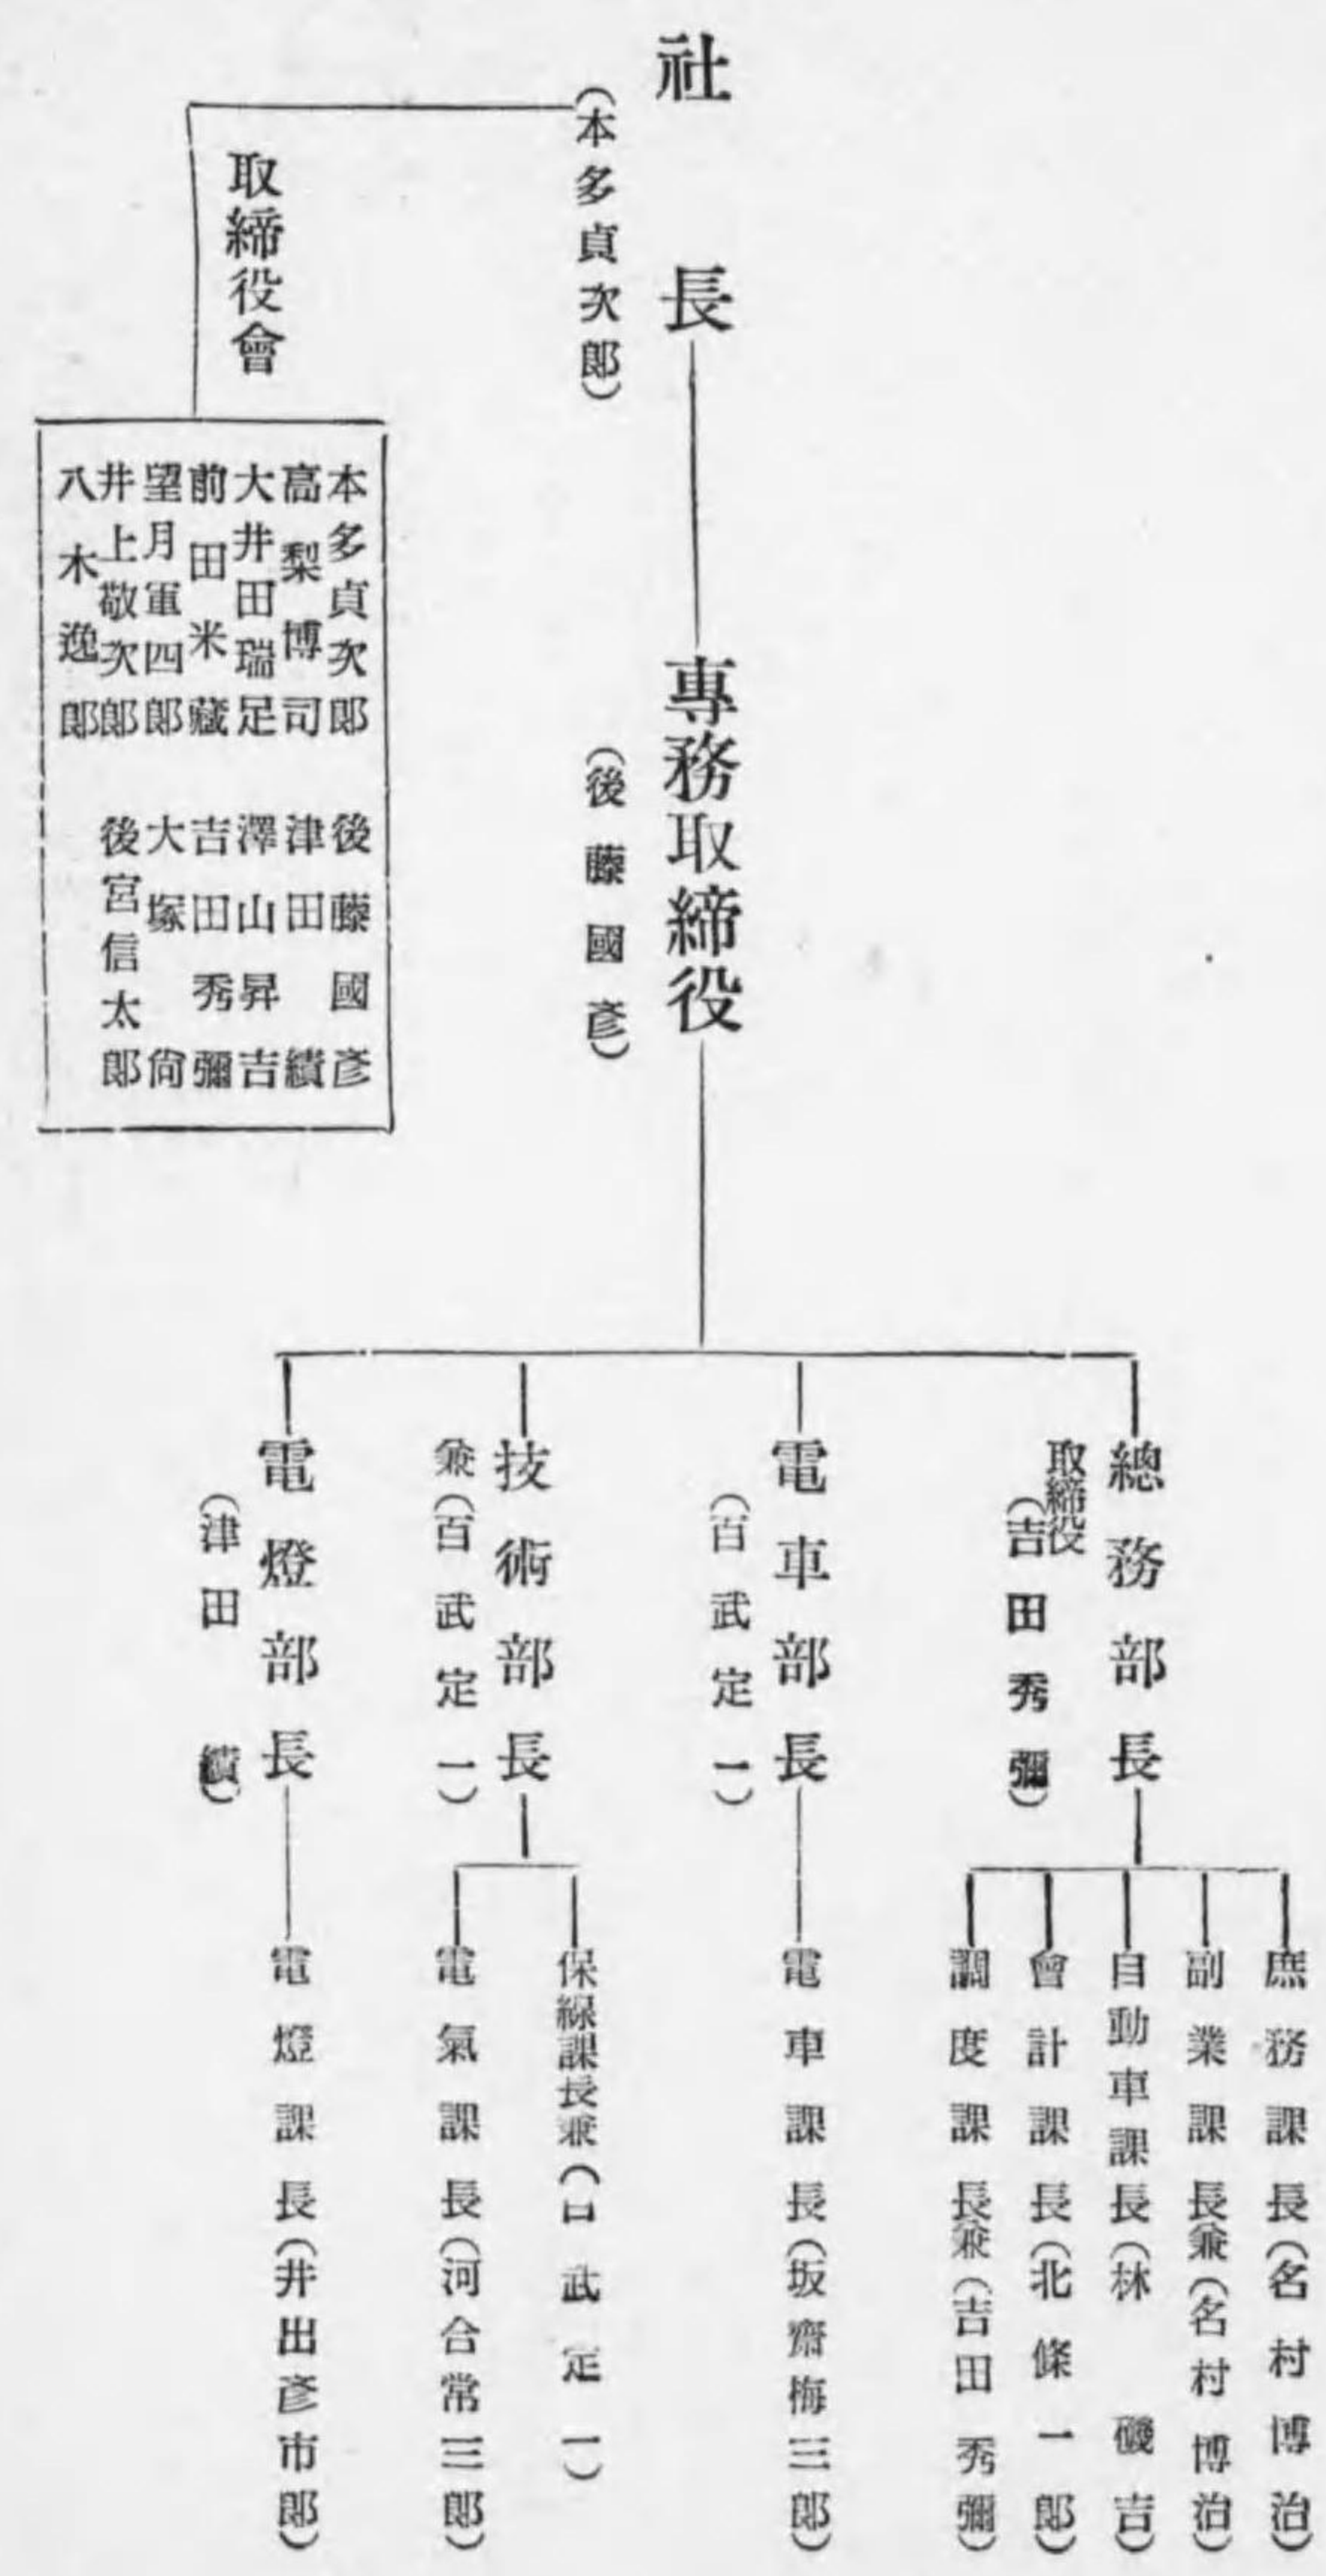 社長
(本多貞次郎)
取締役會
本多貞次郎 後藤國彥
高梨博司 津田績
大井田瑞足 澤山昇吉
前田米藏 吉田秀彌
望月軍四郎 大塚尙
井上敬次郎 後宮信太郎
八木逸郎
專務取締役
(後藤國彥)
總務部長
取締役
(吉田秀彌)
庶務課長(名村博治)
副業課長兼(名村博治)
自動車課長(林磯吉)
會計課長(北條一郎)
調度課長兼(吉田秀彌)
電車部長
(百武定一)
電車課長(坂齋梅三郎)
技術部長
兼(百武定一)
保線課長兼(百武定一)
電氣課長(河合常三郎)
電燈部長
(津田績)
電燈課長(井出彥市郎)